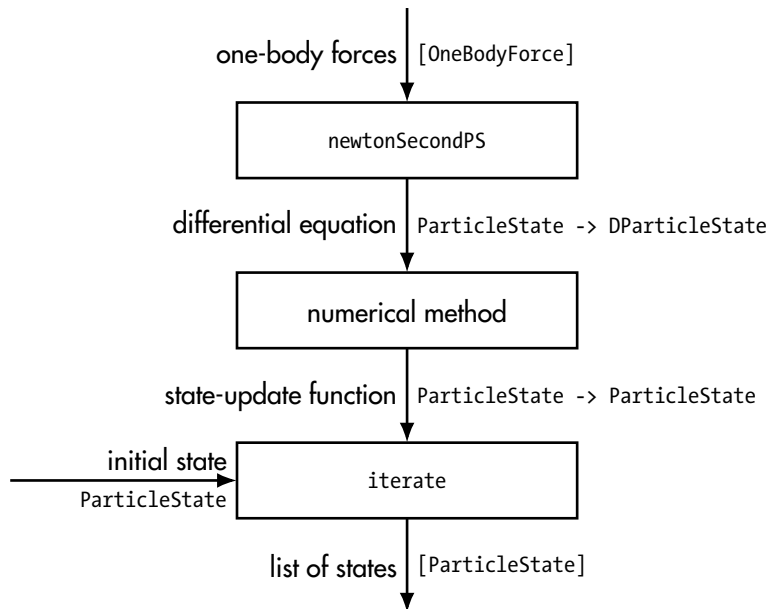 one-body forces [OneBodyForce]
newtonSecondPS
differential equation ParticleState -> DParticleState
numerical method
state-update function ParticleState -> ParticleState
initial state
ParticleState
iterate
list of states [ParticleState]